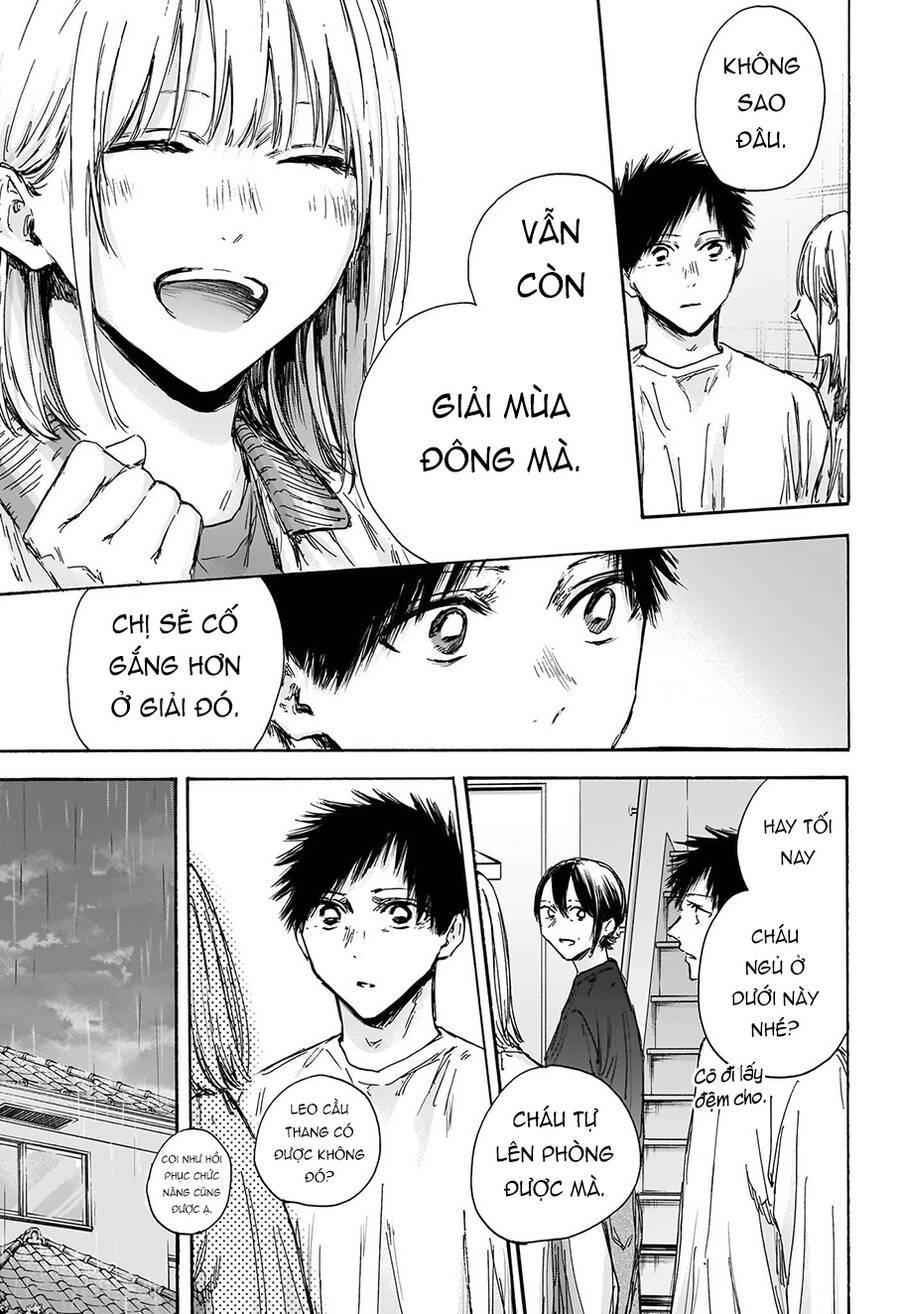 KHÔNG
SAO
ĐÂU.
VẪN
CÒN
GIẢI MÙA
ĐÔNG MÀ.
CHỊ SẼ CỐ
GẮNG HƠN
Ở GIẢI ĐÓ.
HAY TỐI
NAY
CHÁU
NGỦ Ở
DƯỚI NÀY
NHÉ?
Cô đi lấy
đệm cho.
CHÁU TỰ
LÊN PHÒNG
ĐƯỢC MÀ.
LEO CẦU
THANG CÓ
ĐƯỢC KHÔNG
ĐÓ?
COI NHƯ HỒI
PHỤC CHỨC
NĂNG CŨNG
ĐƯỢC Ạ.